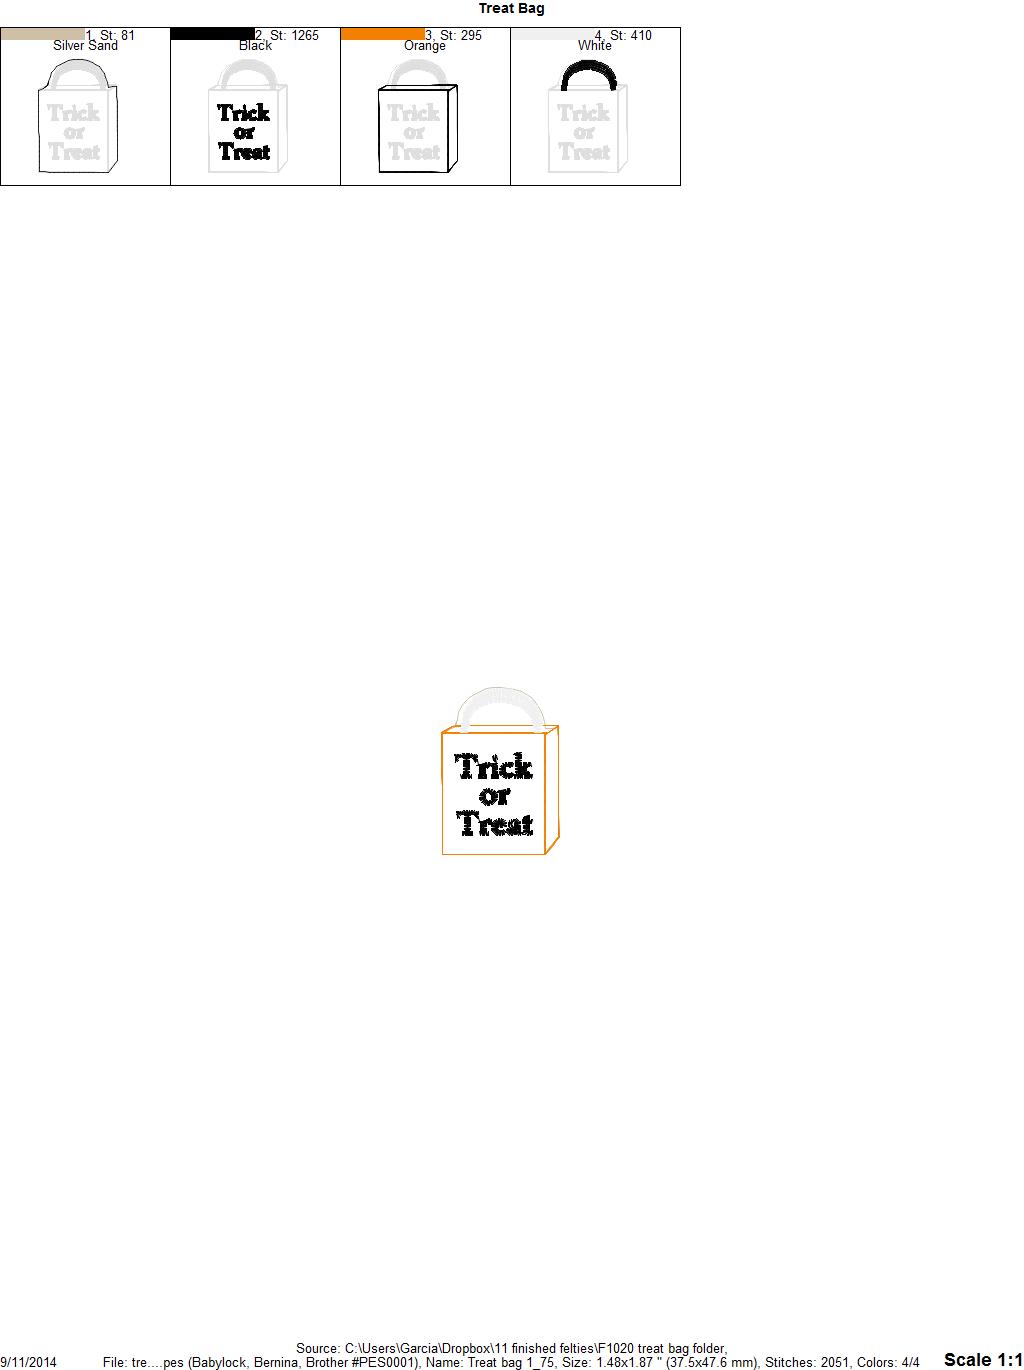 Treat Bag
1, St: 81
Silver Sand
2, St: 1265
Black
3, St: 295
Orange
4, St: 410
White
Trick
or
Treat
Trick
or
Treat
Trick
or
Treat
Trick
or
Treat
Trick
or
Treat
Source: C:\Users\Garcia\Dropbox\11 finished felties\F1020 treat bag folder,
9/11/2014 File: tre....pes (Babylock, Bernina, Brother #PES0001), Name: Treat bag 1_75, Size: 1.48x1.87 " (37.5x47.6 mm), Stitches: 2051, Colors: 4/4 Scale 1:1